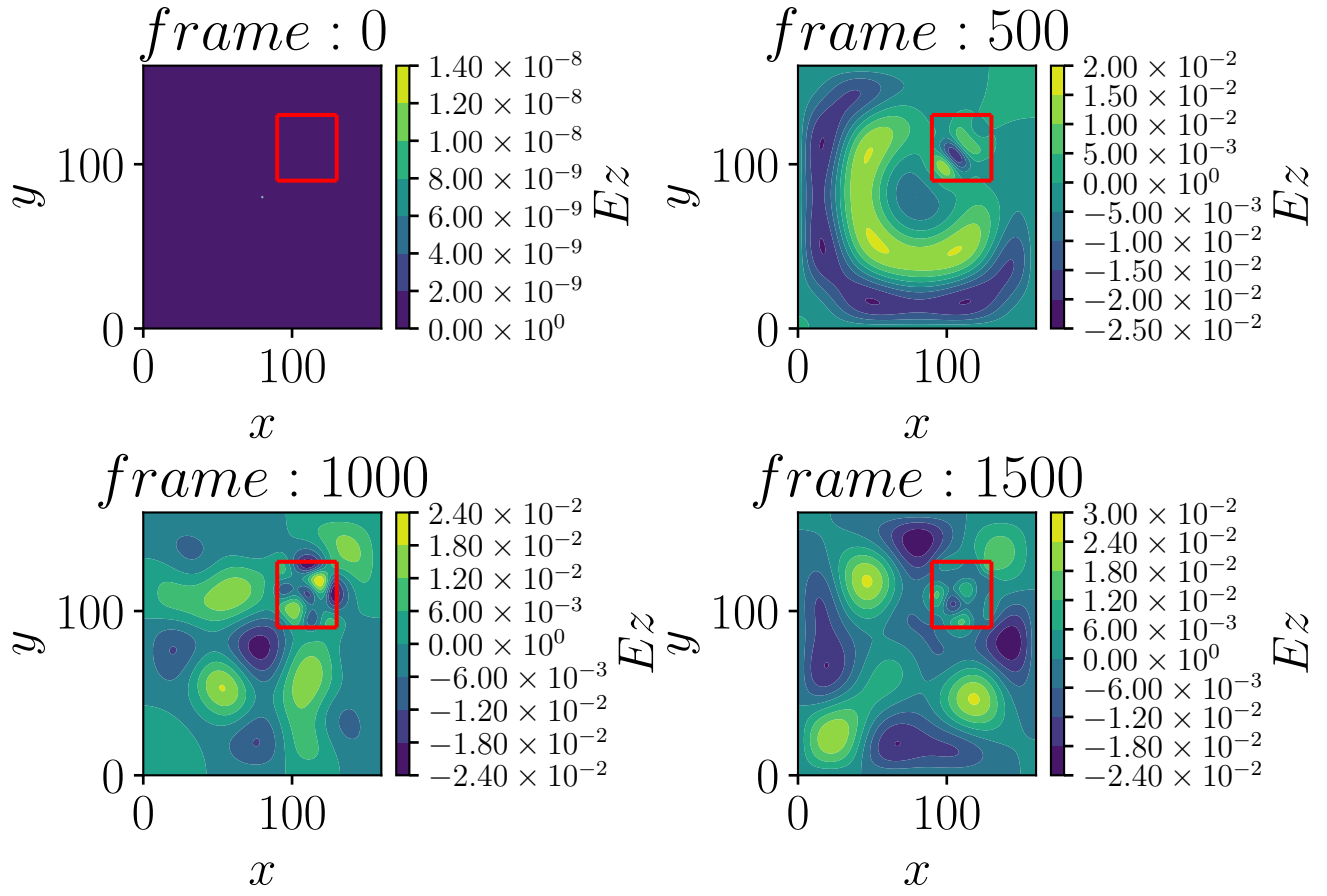 frame : 0
1.40 × 10⁻⁸
1.20 × 10⁻⁸
1.00 × 10⁻⁸
8.00 × 10⁻⁹
6.00 × 10⁻⁹
4.00 × 10⁻⁹
2.00 × 10⁻⁹
0.00 × 10⁰
Ez
y
100
0
0
100
x
frame : 500
2.00 × 10⁻²
1.50 × 10⁻²
1.00 × 10⁻²
5.00 × 10⁻³
0.00 × 10⁰
−5.00 × 10⁻³
−1.00 × 10⁻²
−1.50 × 10⁻²
−2.00 × 10⁻²
−2.50 × 10⁻²
Ez
y
100
0
0
100
x
frame : 1000
2.40 × 10⁻²
1.80 × 10⁻²
1.20 × 10⁻²
6.00 × 10⁻³
0.00 × 10⁰
−6.00 × 10⁻³
−1.20 × 10⁻²
−1.80 × 10⁻²
−2.40 × 10⁻²
Ez
y
100
0
0
100
x
frame : 1500
3.00 × 10⁻²
2.40 × 10⁻²
1.80 × 10⁻²
1.20 × 10⁻²
6.00 × 10⁻³
0.00 × 10⁰
−6.00 × 10⁻³
−1.20 × 10⁻²
−1.80 × 10⁻²
−2.40 × 10⁻²
Ez
y
100
0
0
100
x